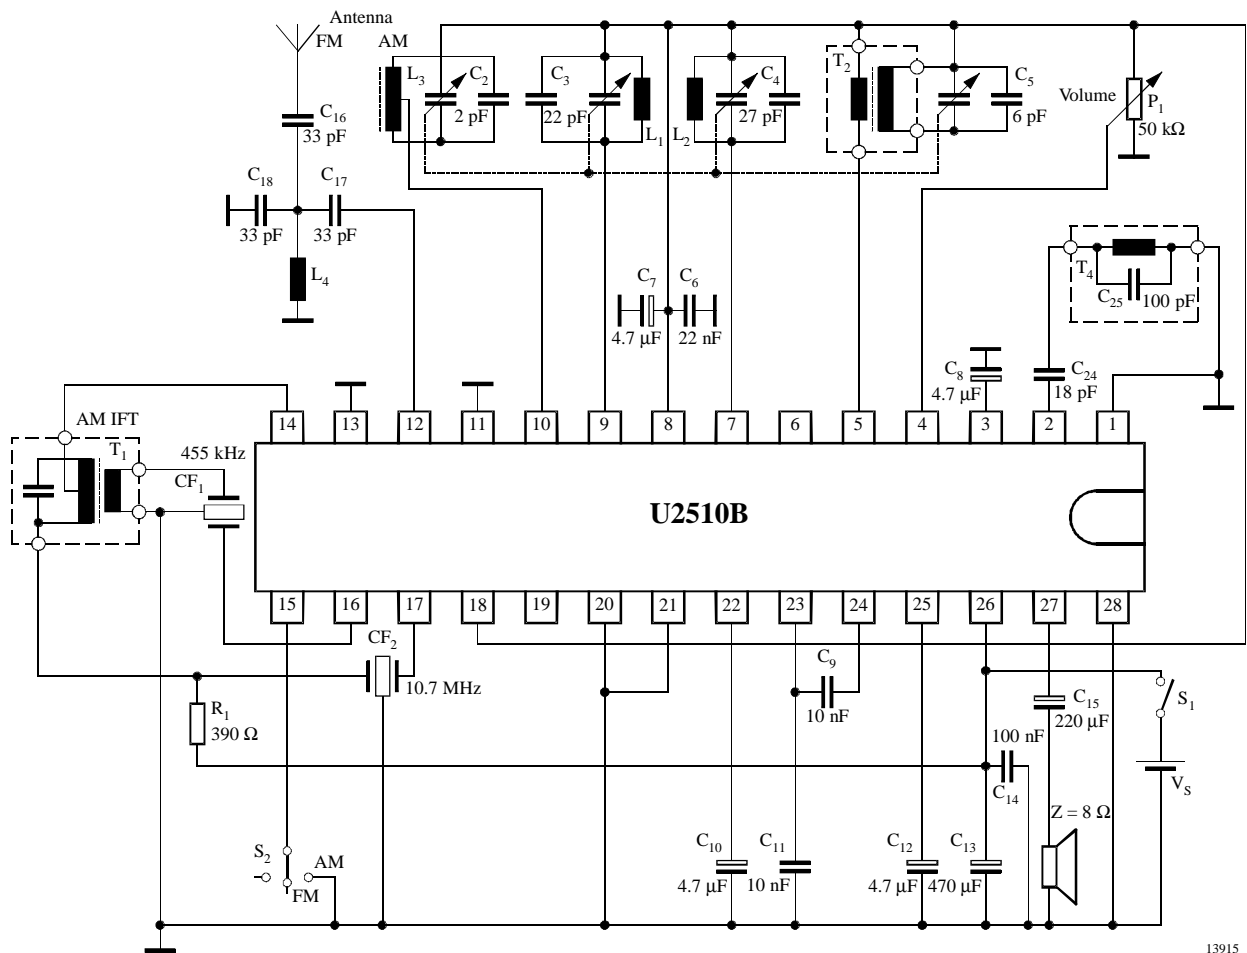 Antenna
FM
AM
L3
C2
2 pF
C3
22 pF
L1
L2
C4
27 pF
T2
C5
6 pF
Volume
P1
50 kΩ
C16
33 pF
C18
33 pF
C17
33 pF
L4
C7
4.7 μF
C6
22 nF
T4
C25
100 pF
C8
4.7 μF
C24
18 pF
AM IFT
T1
455 kHz
CF1
14
13
12
11
10
9
8
7
6
5
4
3
2
1
U2510B
15
16
17
18
19
20
21
22
23
24
25
26
27
28
CF2
10.7 MHz
R1
390 Ω
C9
10 nF
C15
220 μF
S1
100 nF
C14
VS
Z = 8 Ω
S2
AM
FM
C10
4.7 μF
C11
10 nF
C12
4.7 μF
C13
470 μF
13915